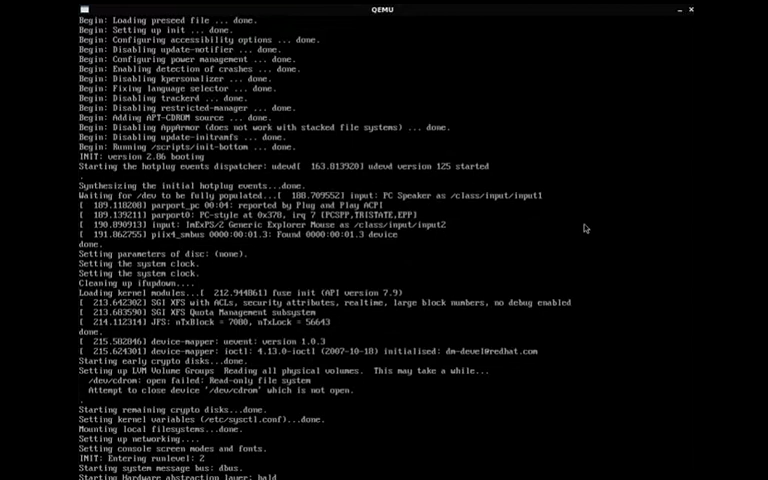 QEMU
Begin: Loading preseed file ... done.
Begin: Setting up init ... done.
Begin: Configuring accessibility options ... done.
Begin: Disabling update-notifier ... done.
Begin: Configuring power management ... done.
Begin: Enabling detection of crashes ... done.
Begin: Disabling kpersonalizer ... done.
Begin: Fixing language selector ... done.
Begin: Disabling trackerd ... done.
Begin: Disabling restricted-manager ... done.
Begin: Adding APT-CDROM source ... done.
Begin: Disabling AppArmor (does not work with stacked file systems) ... done.
Begin: Disabling update-initramfs ... done.
Begin: Running /scripts/init-bottom ... done.
INIT: version 2.86 booting
Starting the hotplug events dispatcher: udevd[  163.813920] udevd version 125 started
.
Synthesizing the initial hotplug events...done.
Waiting for /dev to be fully populated...[  188.709552] input: PC Speaker as /class/input/input1
[  189.118208] parport_pc 00:04: reported by Plug and Play ACPI
[  189.139211] parport0: PC-style at 0x378, irq 7 [PCSPP,TRISTATE,EPP]
[  190.890913] input: ImExPS/2 Generic Explorer Mouse as /class/input/input2
[  191.862755] piix4_smbus 0000:00:01.3: Found 0000:00:01.3 device
done.
Setting parameters of disc: (none).
Setting the system clock.
Setting the system clock.
Cleaning up ifupdown....
Loading kernel modules...[  212.944861] fuse init (API version 7.9)
[  213.642302] SGI XFS with ACLs, security attributes, realtime, large block numbers, no debug enabled
[  213.683590] SGI XFS Quota Management subsystem
[  214.112314] JFS: nTxBlock = 7080, nTxLock = 56643
done.
[  215.582846] device-mapper: uevent: version 1.0.3
[  215.624301] device-mapper: ioctl: 4.13.0-ioctl (2007-10-18) initialised: dm-devel@redhat.com
Starting early crypto disks...done.
Setting up LVM Volume Groups  Reading all physical volumes.  This may take a while...
/dev/cdrom: open failed: Read-only file system
Attempt to close device '/dev/cdrom' which is not open.
.
Starting remaining crypto disks...done.
Setting kernel variables (/etc/sysctl.conf)...done.
Mounting local filesystems...done.
Setting up networking....
Setting console screen modes and fonts.
INIT: Entering runlevel: 2
Starting system message bus: dbus.
Starting Hardware abstraction layer: hald